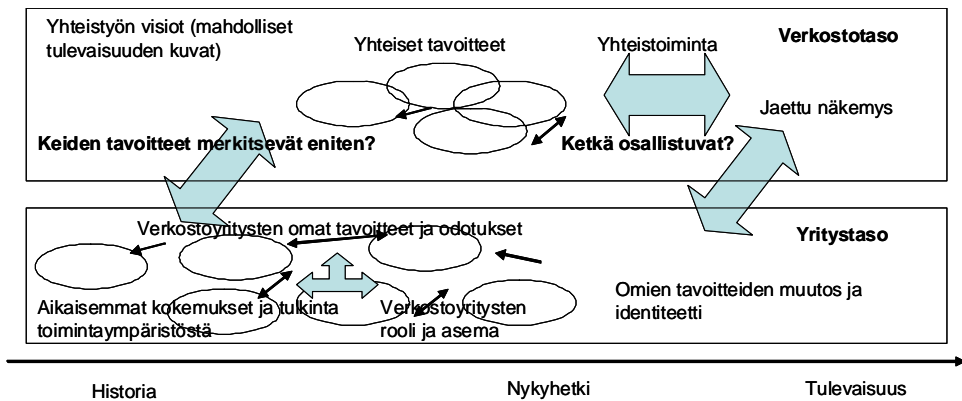 Yhteistyön visiot (mahdolliset
tulevaisuuden kuvat)
Yhteiset tavoitteet
Yhteistoiminta
Verkostotaso
Jaettu näkemys
Keiden tavoitteet merkitsevät eniten?
Ketkä osallistuvat?
Verkostoyritysten omat tavoitteet ja odotukset
Yritystaso
Aikaisemmat kokemukset ja tulkinta
toimintaympäristöstä
Verkostoyritysten
rooli ja asema
Omien tavoitteiden muutos ja
identiteetti
Historia
Nykyhetki
Tulevaisuus